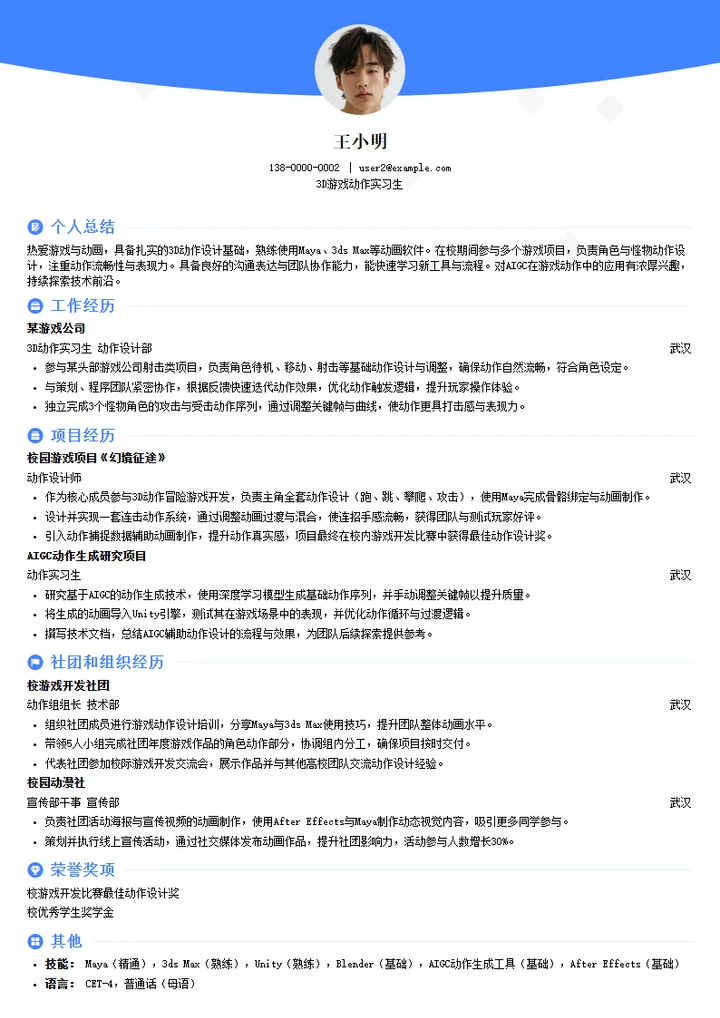 王小明
138-0000-0002 | user2@example.com
3D游戏动作实习生
个人总结
热爱游戏与动画，具备扎实的3D动作设计基础，熟练使用Maya、3ds Max等动画软件。在校期间参与多个游戏项目，负责角色与怪物动作设
计，注重动作流畅性与表现力。具备良好的沟通表达与团队协作能力，能快速学习新工具与流程。对AIGC在游戏动作中的应用有浓厚兴趣，
持续探索技术前沿。
工作经历
某游戏公司
3D动作实习生 动作设计部 武汉
• 参与某头部游戏公司射击类项目，负责角色待机、移动、射击等基础动作设计与调整，确保动作自然流畅，符合角色设定。
• 与策划、程序团队紧密协作，根据反馈快速迭代动作效果，优化动作触发逻辑，提升玩家操作体验。
• 独立完成3个怪物角色的攻击与受击动作序列，通过调整关键帧与曲线，使动作更具打击感与表现力。
项目经历
校园游戏项目《幻境征途》
动作设计师 武汉
• 作为核心成员参与3D动作冒险游戏开发，负责主角全套动作设计（跑、跳、攀爬、攻击），使用Maya完成骨骼绑定与动画制作。
• 设计并实现一套连击动作系统，通过调整动画过渡与混合，使连招手感流畅，获得团队与测试玩家好评。
• 引入动作捕捉数据辅助动画制作，提升动作真实感，项目最终在校内游戏开发比赛中获得最佳动作设计奖。
AIGC动作生成研究项目
动作实习生 武汉
• 研究基于AIGC的动作生成技术，使用深度学习模型生成基础动作序列，并手动调整关键帧以提升质量。
• 将生成的动画导入Unity引擎，测试其在游戏场景中的表现，并优化动作循环与过渡逻辑。
• 撰写技术文档，总结AIGC辅助动作设计的流程与效果，为团队后续探索提供参考。
社团和组织经历
校游戏开发社团
动作组组长 技术部 武汉
• 组织社团成员进行游戏动作设计培训，分享Maya与3ds Max使用技巧，提升团队整体动画水平。
• 带领5人小组完成社团年度游戏作品的角色动作部分，协调组内分工，确保项目按时交付。
• 代表社团参加校际游戏开发交流会，展示作品并与其他高校团队交流动作设计经验。
校园动漫社
宣传部干事 宣传部 武汉
• 负责社团活动海报与宣传视频的动画制作，使用After Effects与Maya制作动态视觉内容，吸引更多同学参与。
• 策划并执行线上宣传活动，通过社交媒体发布动画作品，提升社团影响力，活动参与人数增长30%。
荣誉奖项
校游戏开发比赛最佳动作设计奖
校优秀学生奖学金
其他
• 技能： Maya（精通），3ds Max（熟练），Unity（熟练），Blender（基础），AIGC动作生成工具（基础），After Effects（基础）
• 语言： CET-4，普通话（母语）